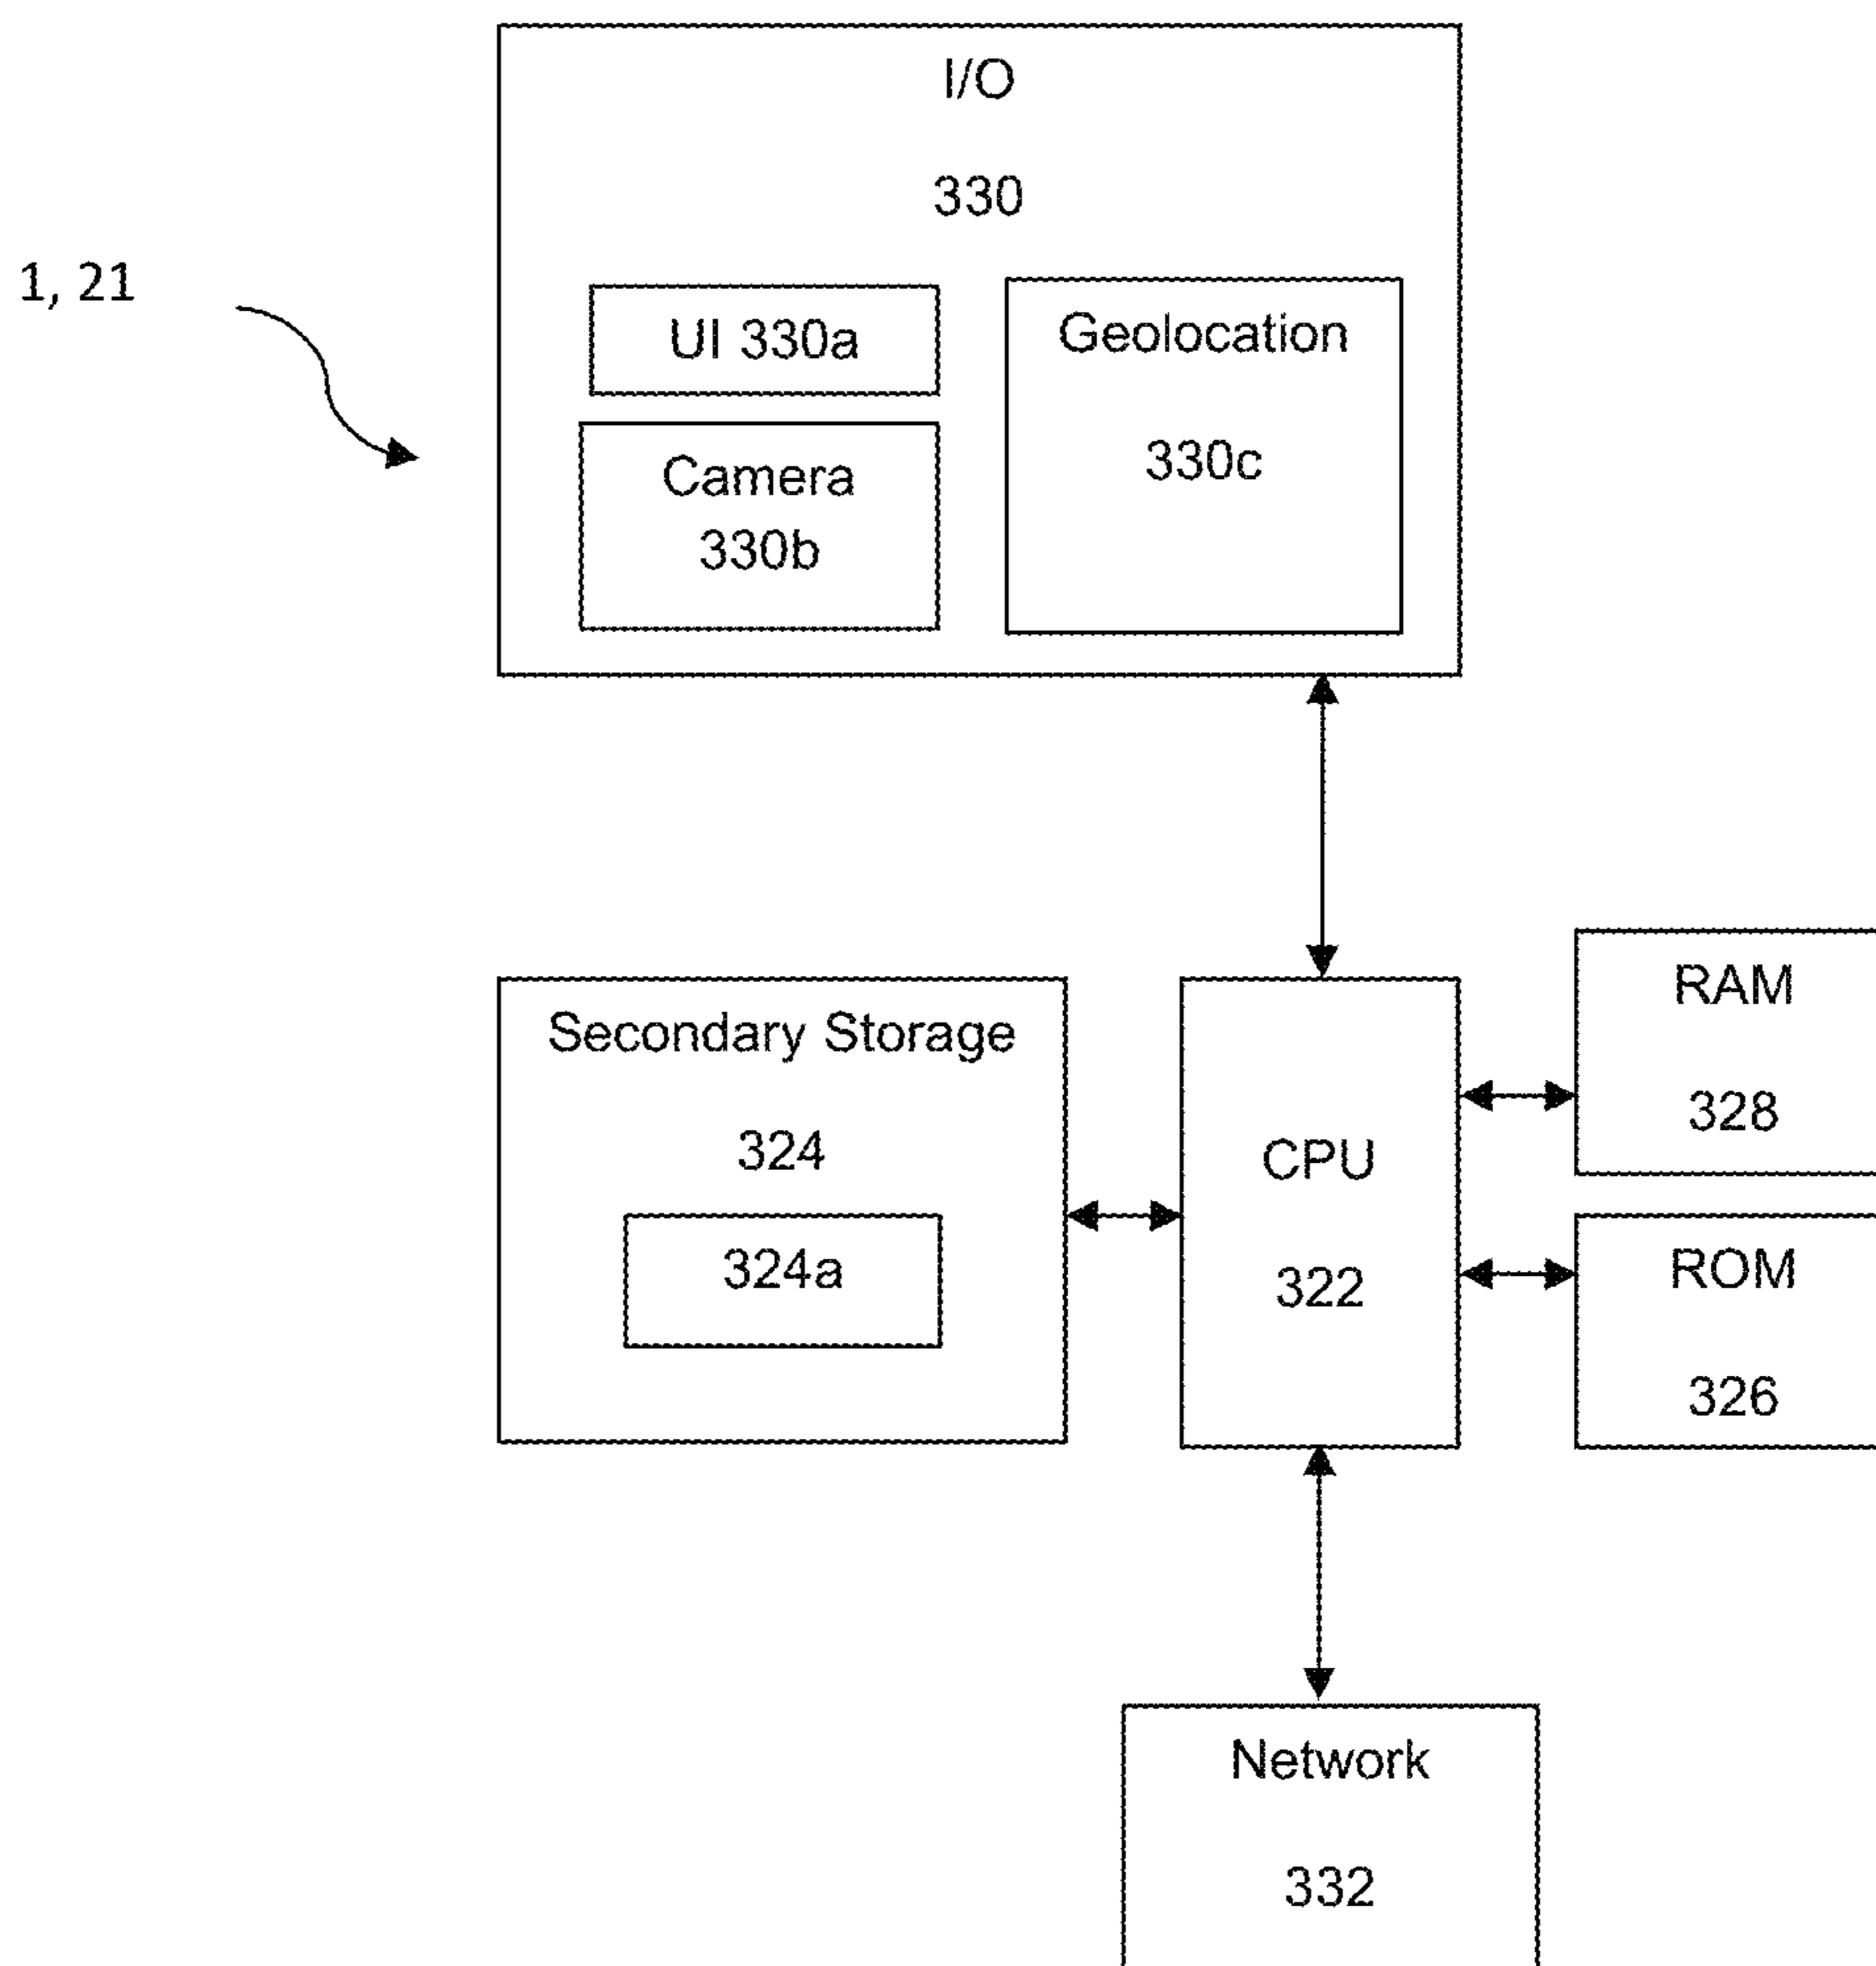 I/O
330
1, 21
UI 330a
Geolocation
330c
Camera
330b
Secondary Storage
324
324a
CPU
322
RAM
328
ROM
326
Network
332